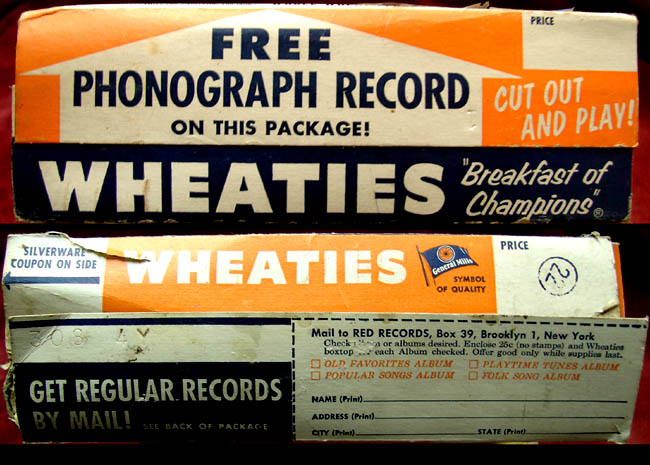 FREE
PHONOGRAPH RECORD
ON THIS PACKAGE!
PRICE
CUT OUT
AND PLAY!
WHEATIES
"Breakfast of
Champions"®
SILVERWARE
COUPON ON SIDE
WHEATIES
General Mills
SYMBOL
OF QUALITY
PRICE
22
308 4Y
GET REGULAR RECORDS
BY MAIL! SEE BACK OF PACKAGE
Mail to RED RECORDS, Box 39, Brooklyn 1, New York
Check or albums desired. Enclose 25c (no stamps) and Wheaties
boxtop each Album checked. Offer good only while supplies last.
□ OLD FAVORITES ALBUM □ PLAYTIME TUNES ALBUM
□ POPULAR SONGS ALBUM □ FOLK SONG ALBUM
NAME (Print)
ADDRESS (Print)
CITY (Print) STATE (Print)